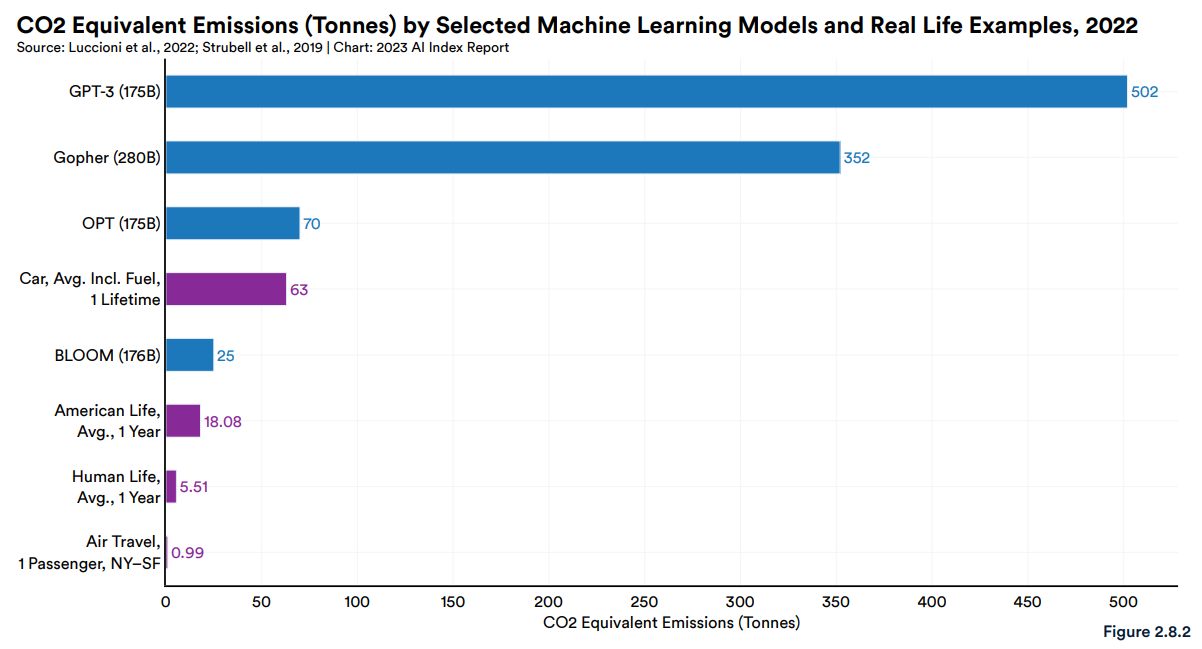 CO2 Equivalent Emissions (Tonnes) by Selected Machine Learning Models and Real Life Examples, 2022
Source: Luccioni et al., 2022; Strubell et al., 2019 | Chart: 2023 AI Index Report
GPT-3 (175B)
502
Gopher (280B)
352
OPT (175B)
70
Car, Avg. Incl. Fuel,
1 Lifetime
63
BLOOM (176B)
25
American Life,
Avg., 1 Year
18.08
Human Life,
Avg., 1 Year
5.51
Air Travel,
1 Passenger, NY–SF
0.99
0 50 100 150 200 250 300 350 400 450 500
CO2 Equivalent Emissions (Tonnes)
Figure 2.8.2